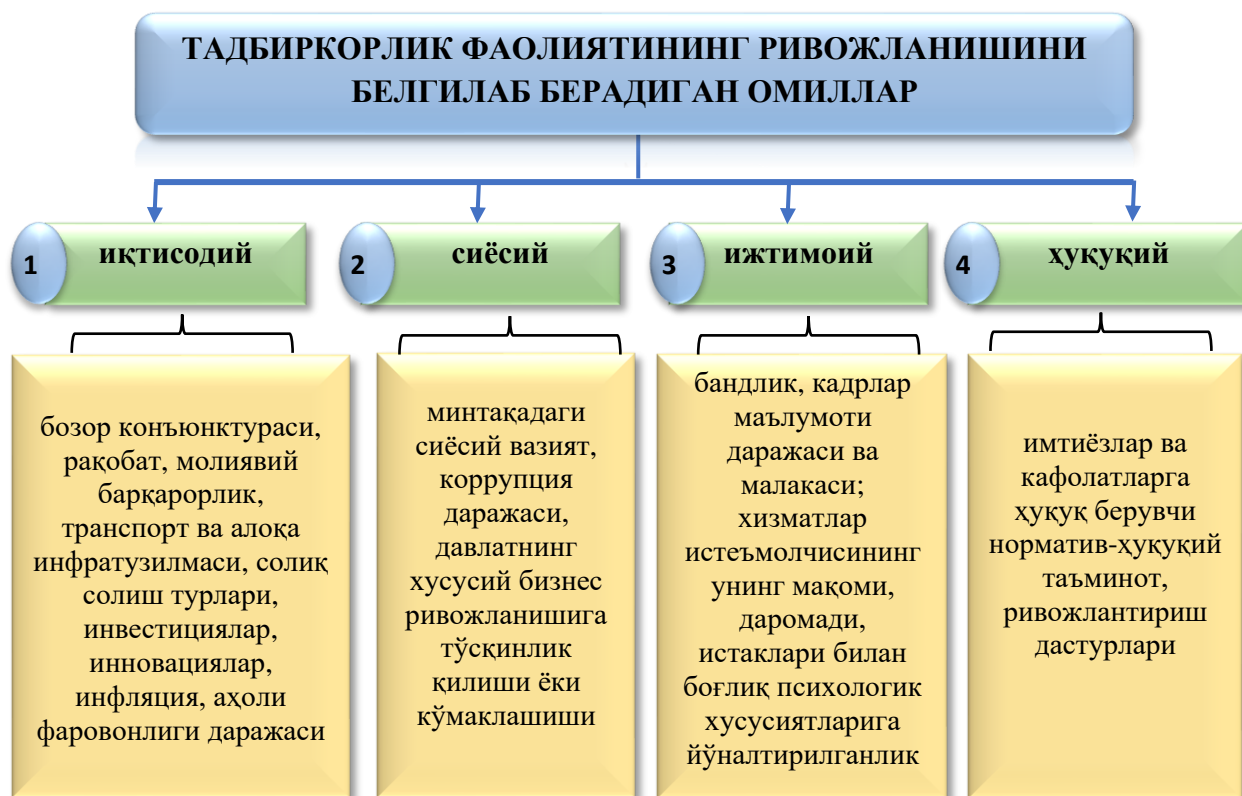 ТАДБИРКОРЛИК ФАОЛИЯТИНИНГ РИВОЖЛАНИШИНИ
БЕЛГИЛАБ БЕРАДИГАН ОМИЛЛАР
1
иқтисодий
2
сиёсий
3
ижтимоий
4
ҳуқуқий
бозор конъюнктураси,
рақобат, молиявий
барқарорлик,
транспорт ва алоқа
инфратузилмаси, солиқ
солиш турлари,
инвестициялар,
инновациялар,
инфляция, аҳоли
фаровонлиги даражаси
минтақадаги
сиёсий вазият,
коррупция
даражаси,
давлатнинг
хусусий бизнес
ривожланишига
тўсқинлик
қилиши ёки
кўмаклашиши
бандлик, кадрлар
маълумоти
даражаси ва
малакаси;
хизматлар
истеъмолчисининг
унинг мақоми,
даромади,
истаклари билан
боғлиқ психологик
хусусиятларига
йўналтирилганлик
имтиёзлар ва
кафолатларга
ҳуқуқ берувчи
норматив-ҳуқуқий
таъминот,
ривожлантириш
дастурлари